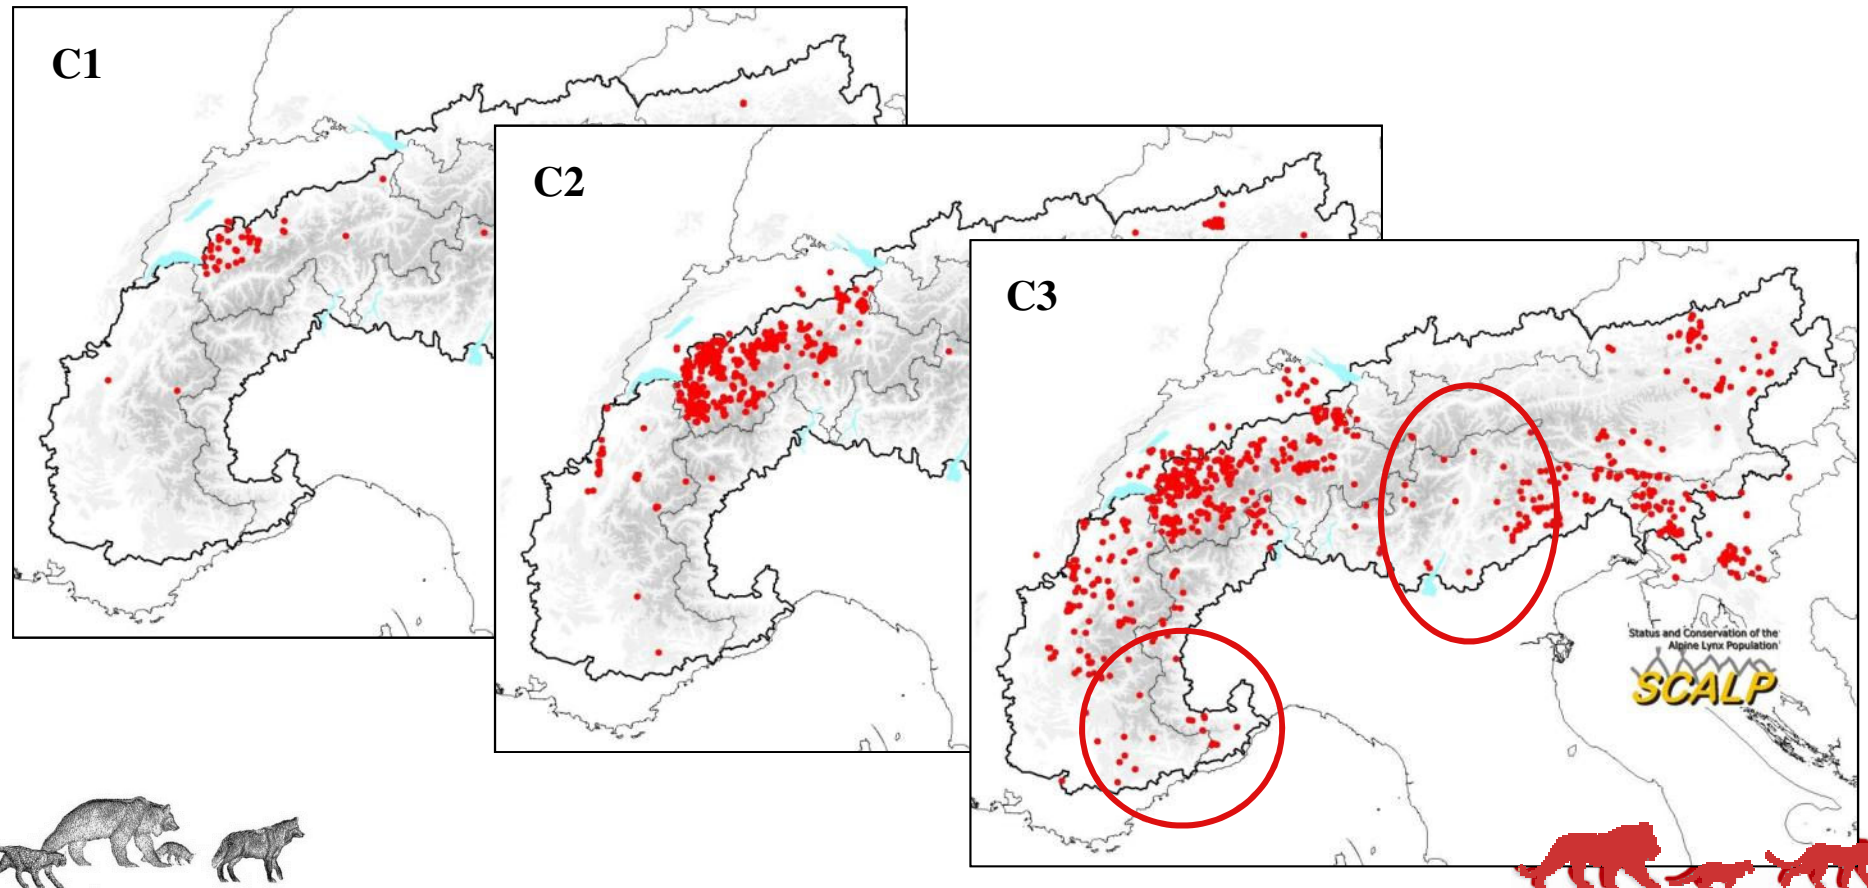 C1
C2
C3
Status and Conservation of the
Alpine Lynx Population
SCALP